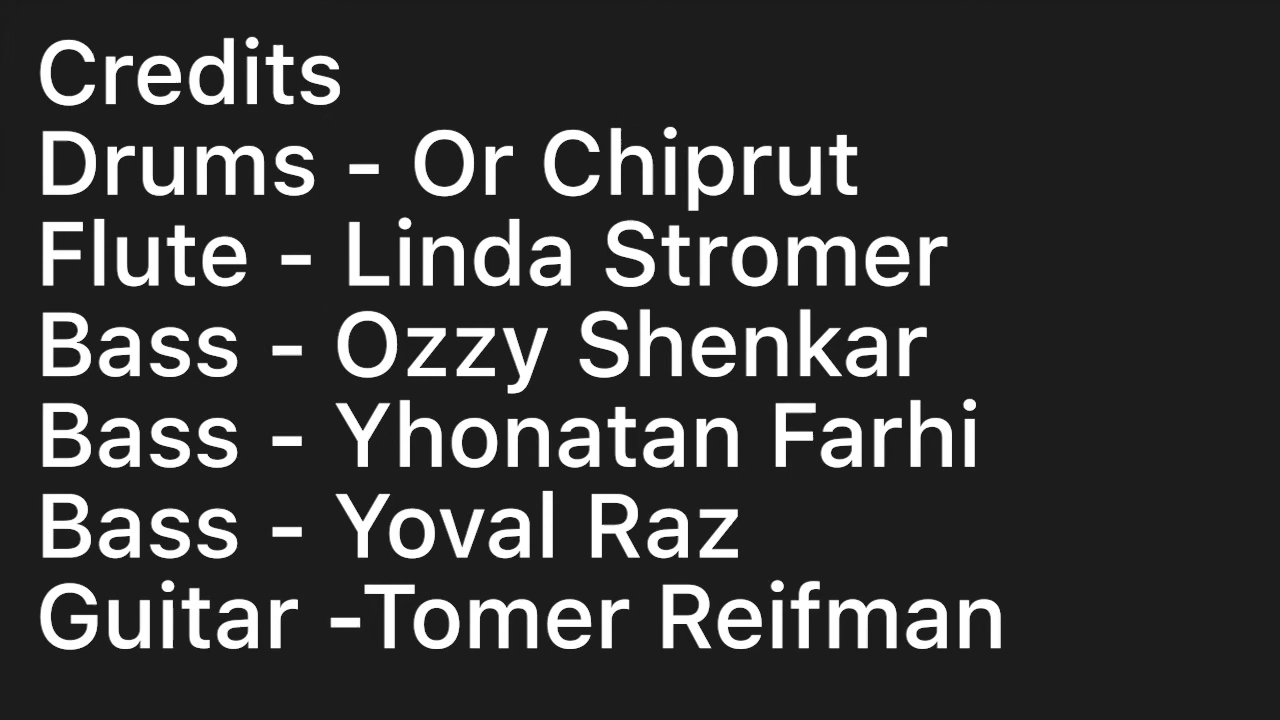 Credits
Drums - Or Chiprut
Flute - Linda Stromer
Bass - Ozzy Shenkar
Bass - Yhonatan Farhi
Bass - Yoval Raz
Guitar -Tomer Reifman